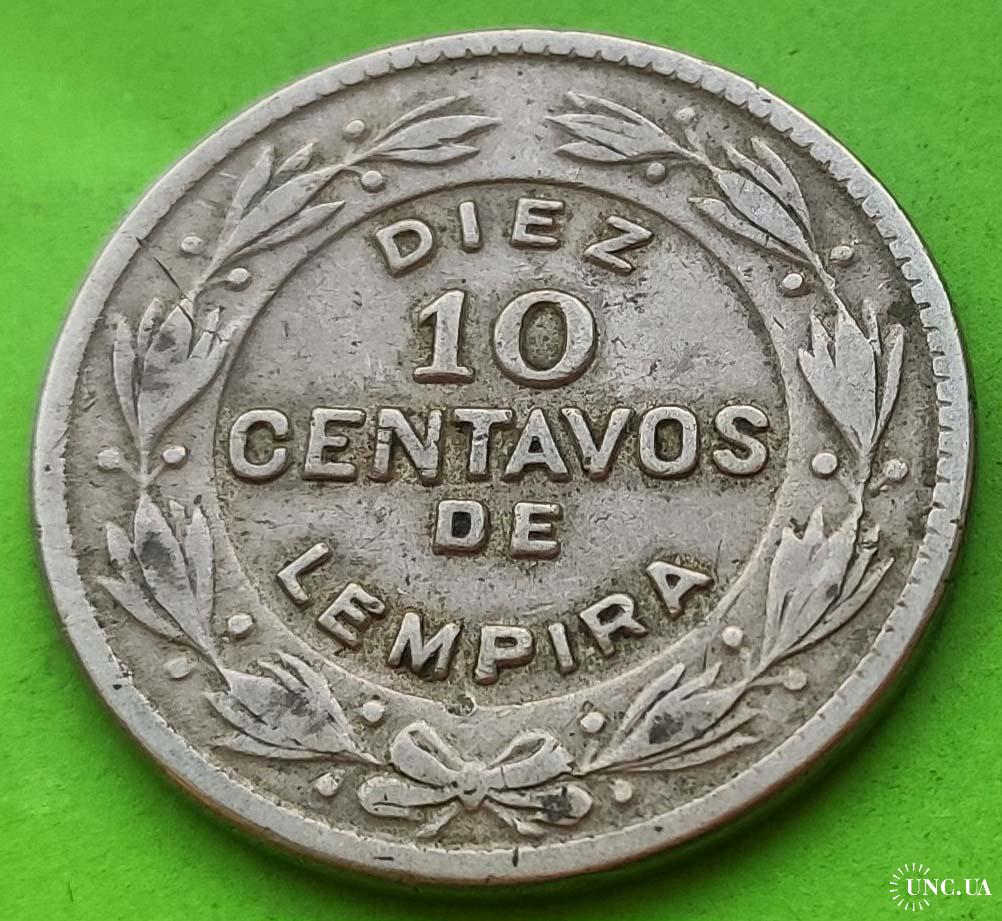 DIEZ
10
CENTAVOS
DE
LEMPIRA
UNC.UA